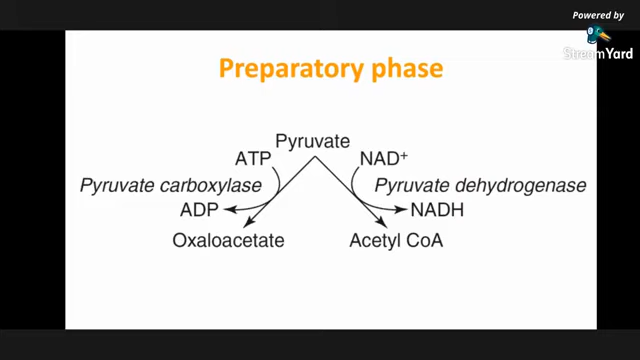 Powered by
StreamYard
Preparatory phase
Pyruvate
ATP NAD⁺
Pyruvate carboxylase Pyruvate dehydrogenase
ADP NADH
Oxaloacetate Acetyl CoA